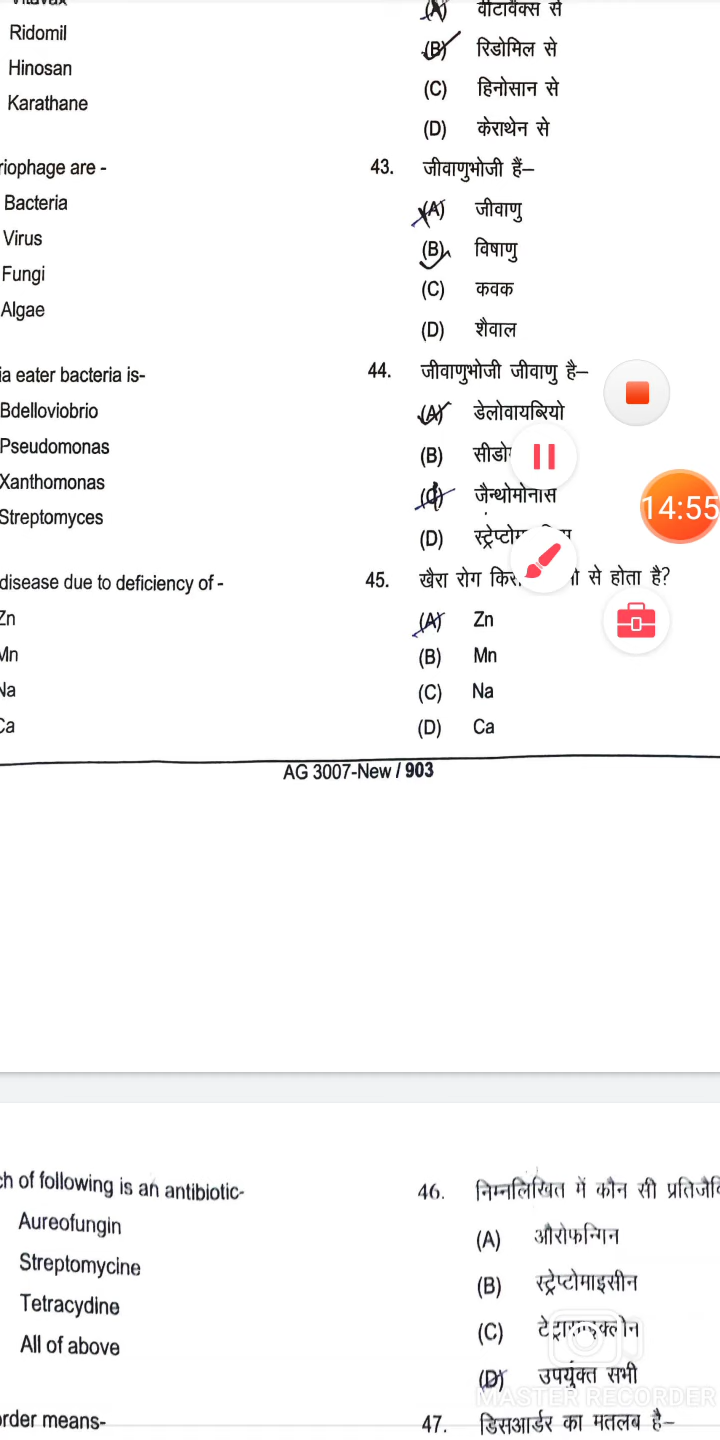 Ridomil
Hinosan
Karathane
riophage are -
Bacteria
Virus
Fungi
Algae
ia eater bacteria is-
Bdelloviobrio
Pseudomonas
Xanthomonas
Streptomyces
disease due to deficiency of -
Zn
Mn
Na
Ca
(A) वीटावैक्स से
(B) रिडोमिल से
(C) हिनोसान से
(D) केराथेन से
43. जीवाणुभोजी हैं–
(A) जीवाणु
(B) विषाणु
(C) कवक
(D) शैवाल
44. जीवाणुभोजी जीवाणु है–
(A) डेलोवायब्रियो
(B)
(C) जैन्थोमोनास
(D)
45. खैरा रोग से होता है?
(A) Zn
(B) Mn
(C) Na
(D) Ca
14:55
AG 3007-New / 903
ch of following is an antibiotic-
Aureofungin
Streptomycine
Tetracydine
All of above
order means-
46. निम्नलिखित में कौन सी प्रतिजैवि
(A) औरोफन्गिन
(B) स्ट्रेप्टोमाइसीन
(C)
(D) उपर्युक्त सभी
47. डिसआर्डर का मतलब है–
MASTER RECORDER